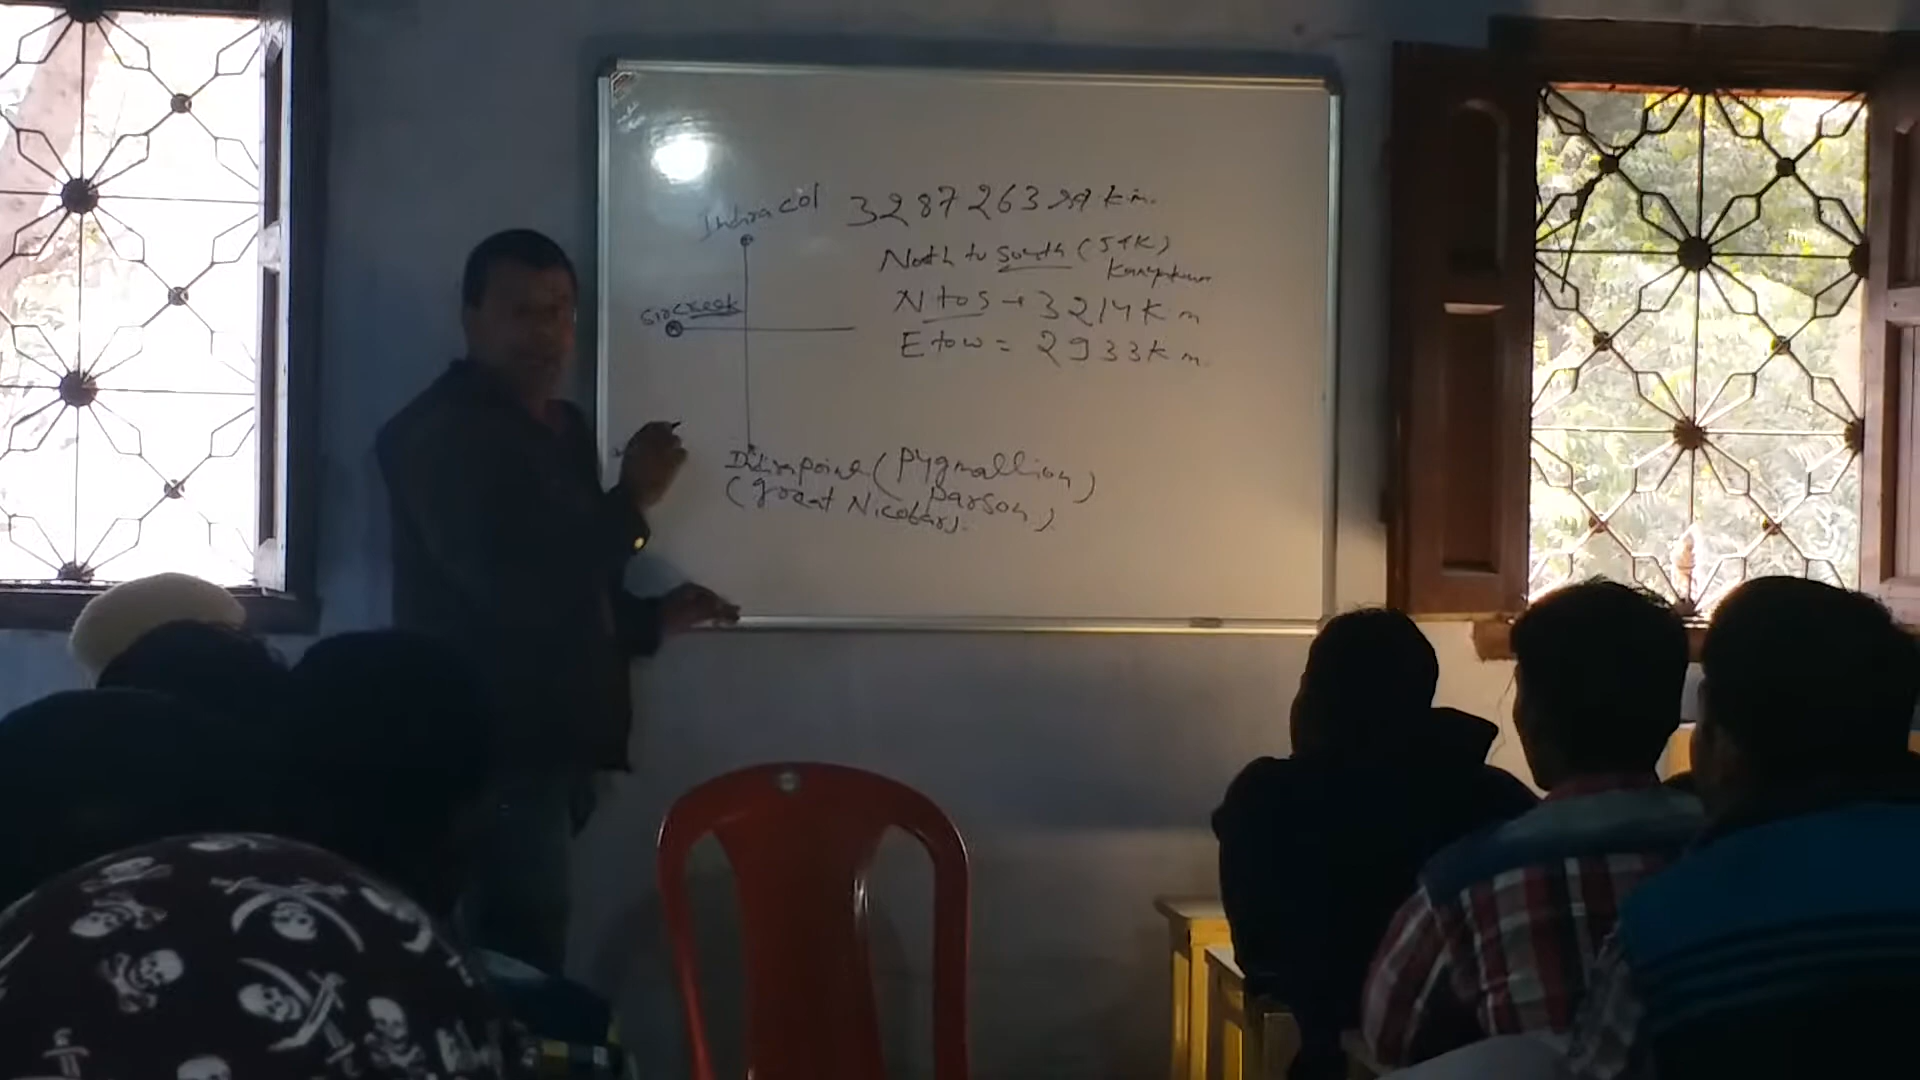 Indira col
3287263 sq km.
North to South (J&K)
Kanyakumari
N to S → 3214 km
Sir Creek
E to W = 2933 km.
Indira point (Pygmallion)
(Great Nicobar)
Parson)